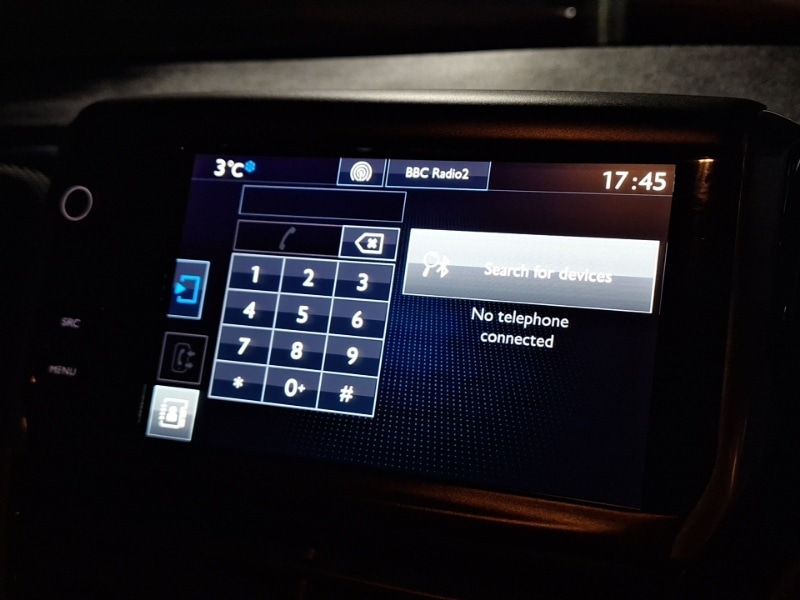 3°C
BBC Radio2
17:45
Search for devices
No telephone
connected
1 2 3
4 5 6
7 8 9
* 0+ #
SRC
MENU